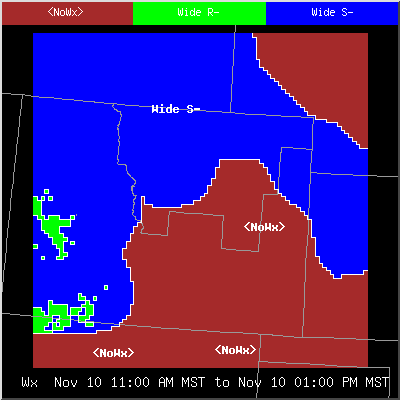 <NoWx> Wide R- Wide S-
Wide S-
<NoWx>
<NoWx> <NoWx>
Wx Nov 10 11:00 AM MST to Nov 10 01:00 PM MST